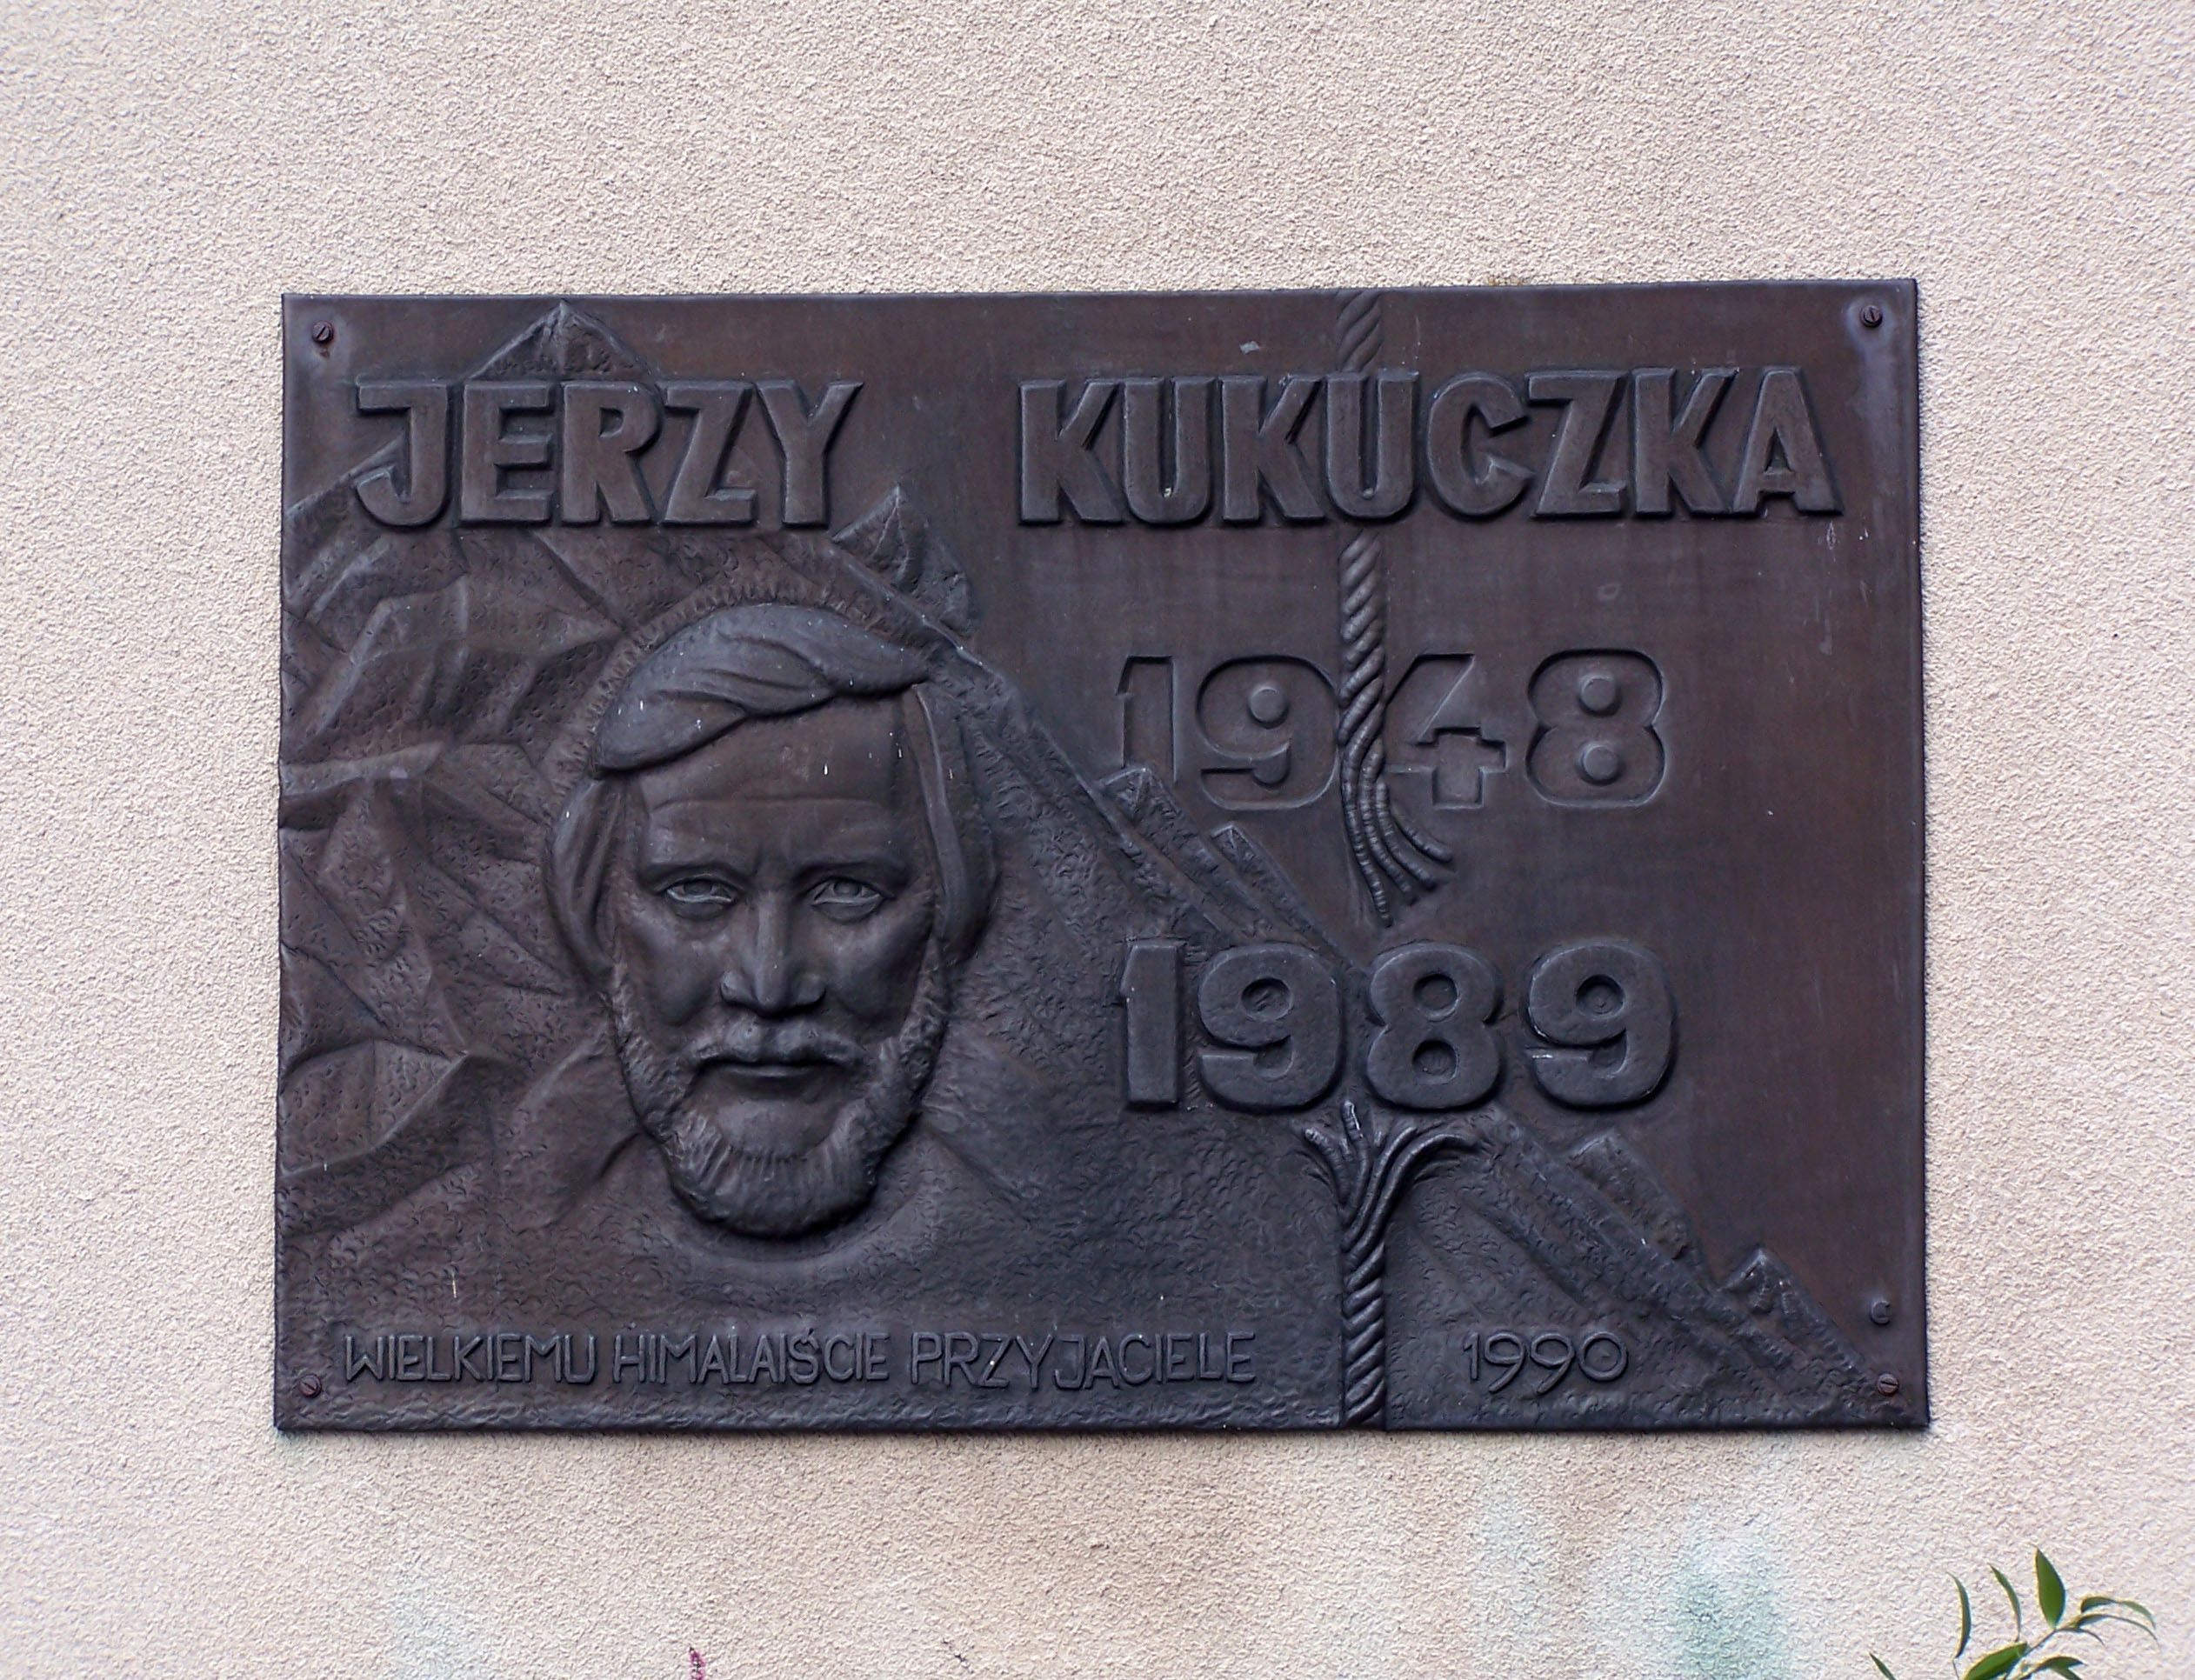 JERZY KUKUCZKA
1948
1989
WIELKIEMU HIMALAIŚCIE PRZYJACIELE 1990